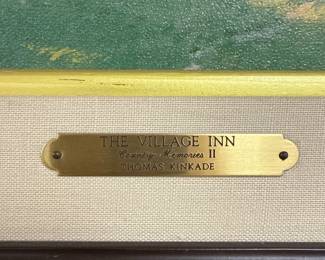 THE VILLAGE INN
Country Memories II
THOMAS KINKADE